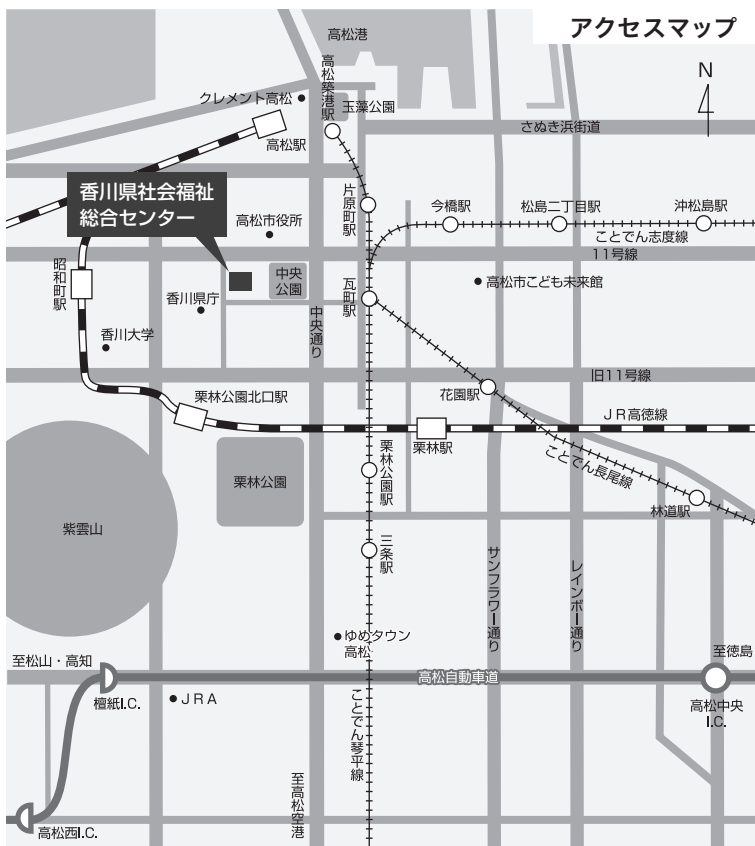 アクセスマップ
高松港
N
高松築港駅
クレメント高松
玉藻公園
高松駅
さぬき浜街道
香川県社会福祉
総合センター
片原町駅
今橋駅
松島二丁目駅
沖松島駅
高松市役所
ことでん志度線
11号線
昭和町駅
中央
公園
瓦町駅
高松市こども未来館
香川県庁
中央通り
香川大学
旧11号線
花園駅
栗林公園北口駅
JR高徳線
栗林駅
ことでん長尾線
栗林公園駅
栗林公園
林道駅
紫雲山
三条駅
サンフラワー通り
レインボー通り
ゆめタウン
高松
至松山・高知
至徳島
高松自動車道
檀紙I.C.
JRA
高松中央
I.C.
ことでん琴平線
至高松空港
高松西I.C.